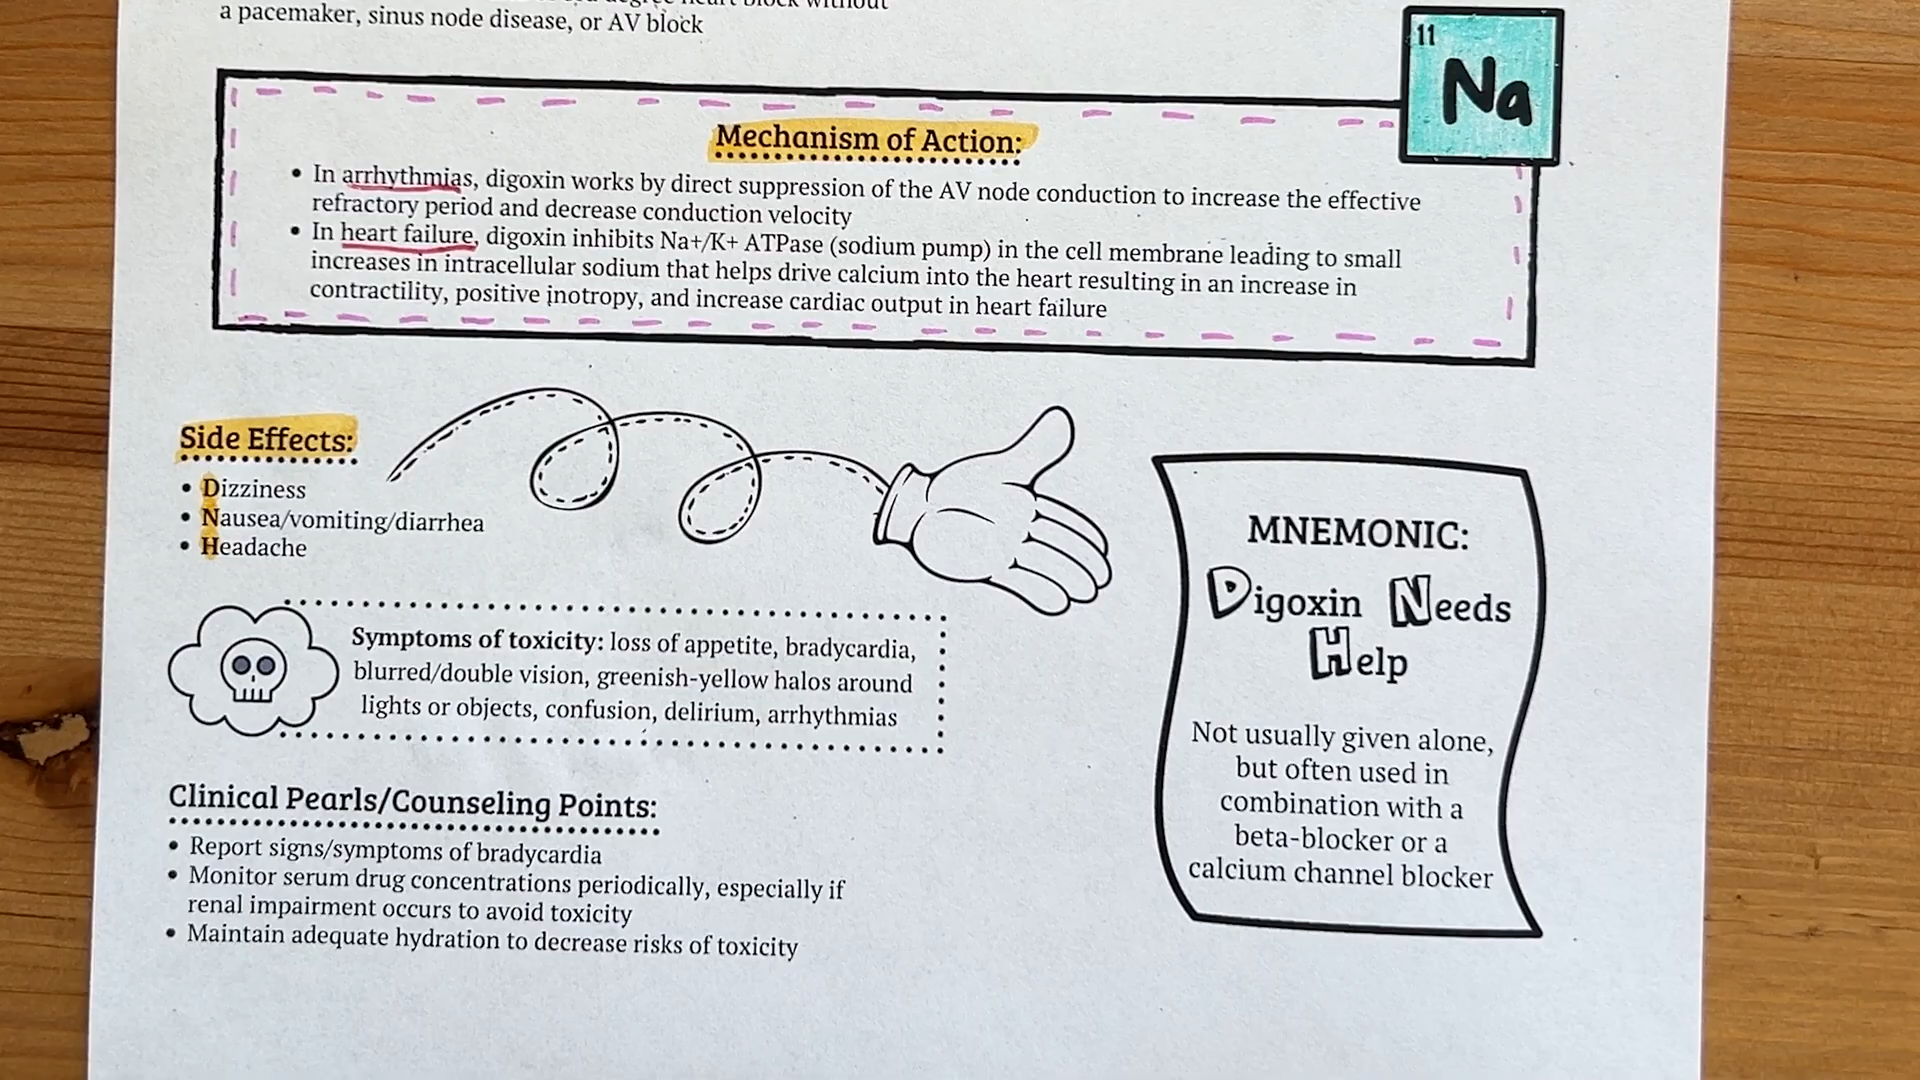 degree heart block without
a pacemaker, sinus node disease, or AV block
11
Na
Mechanism of Action:
• In arrhythmias, digoxin works by direct suppression of the AV node conduction to increase the effective
refractory period and decrease conduction velocity
• In heart failure, digoxin inhibits Na+/K+ ATPase (sodium pump) in the cell membrane leading to small
increases in intracellular sodium that helps drive calcium into the heart resulting in an increase in
contractility, positive inotropy, and increase cardiac output in heart failure
Side Effects:
• Dizziness
• Nausea/vomiting/diarrhea
• Headache
Symptoms of toxicity: loss of appetite, bradycardia,
blurred/double vision, greenish-yellow halos around
lights or objects, confusion, delirium, arrhythmias
Clinical Pearls/Counseling Points:
• Report signs/symptoms of bradycardia
• Monitor serum drug concentrations periodically, especially if
renal impairment occurs to avoid toxicity
• Maintain adequate hydration to decrease risks of toxicity
MNEMONIC:
Digoxin Needs
Help
Not usually given alone,
but often used in
combination with a
beta-blocker or a
calcium channel blocker